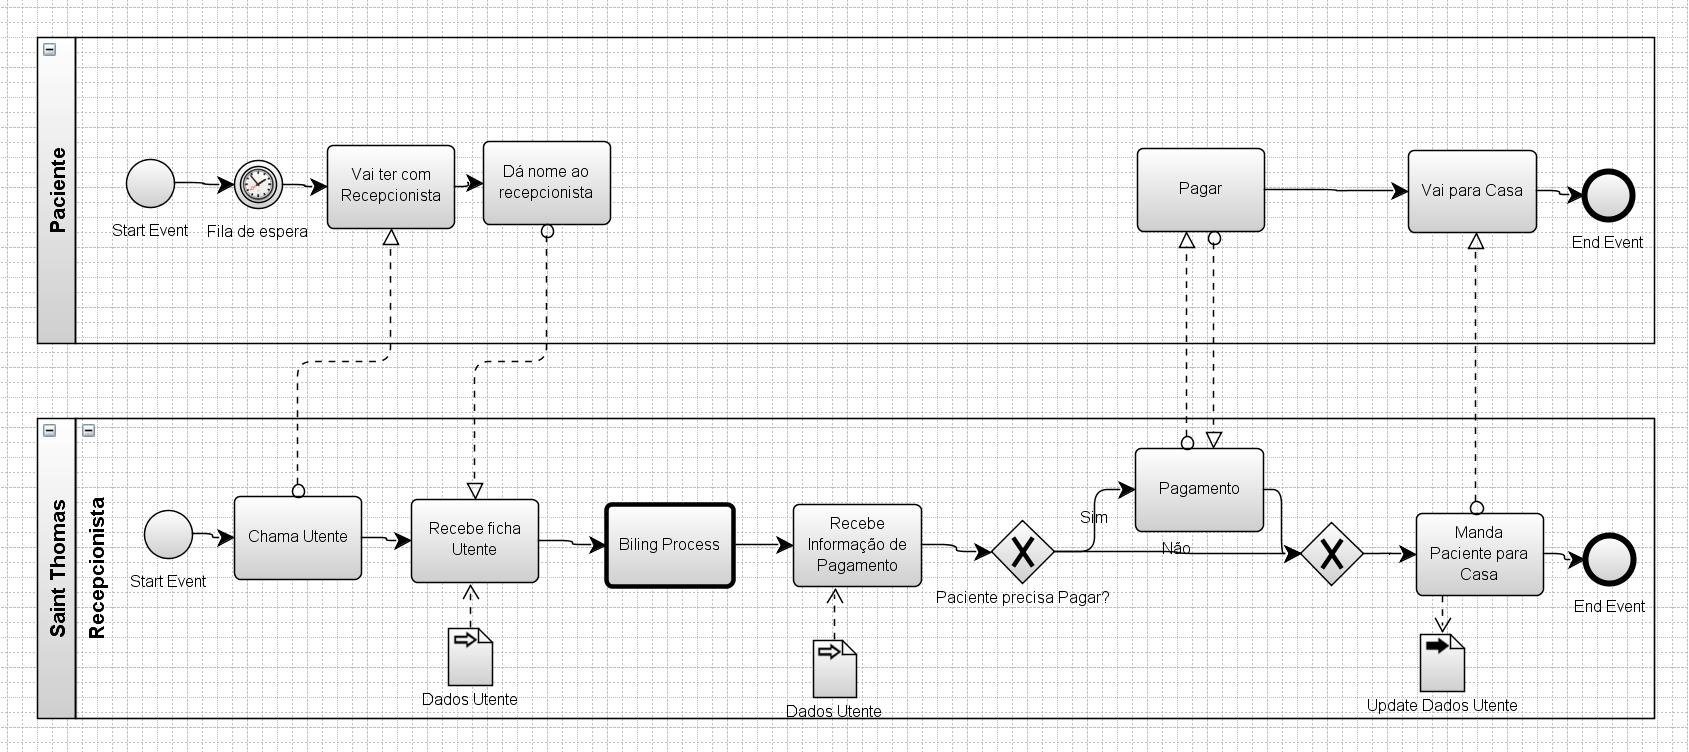 Paciente
Start Event
Fila de espera
Vai ter com
Recepcionista
Dá nome ao
recepcionista
Pagar
Vai para Casa
End Event
Saint Thomas
Recepcionista
Start Event
Chama Utente
Recebe ficha
Utente
Dados Utente
Biling Process
Recebe
Informação de
Pagamento
Dados Utente
Paciente precisa Pagar?
Sim
Não
Pagamento
Manda
Paciente para
Casa
Update Dados Utente
End Event